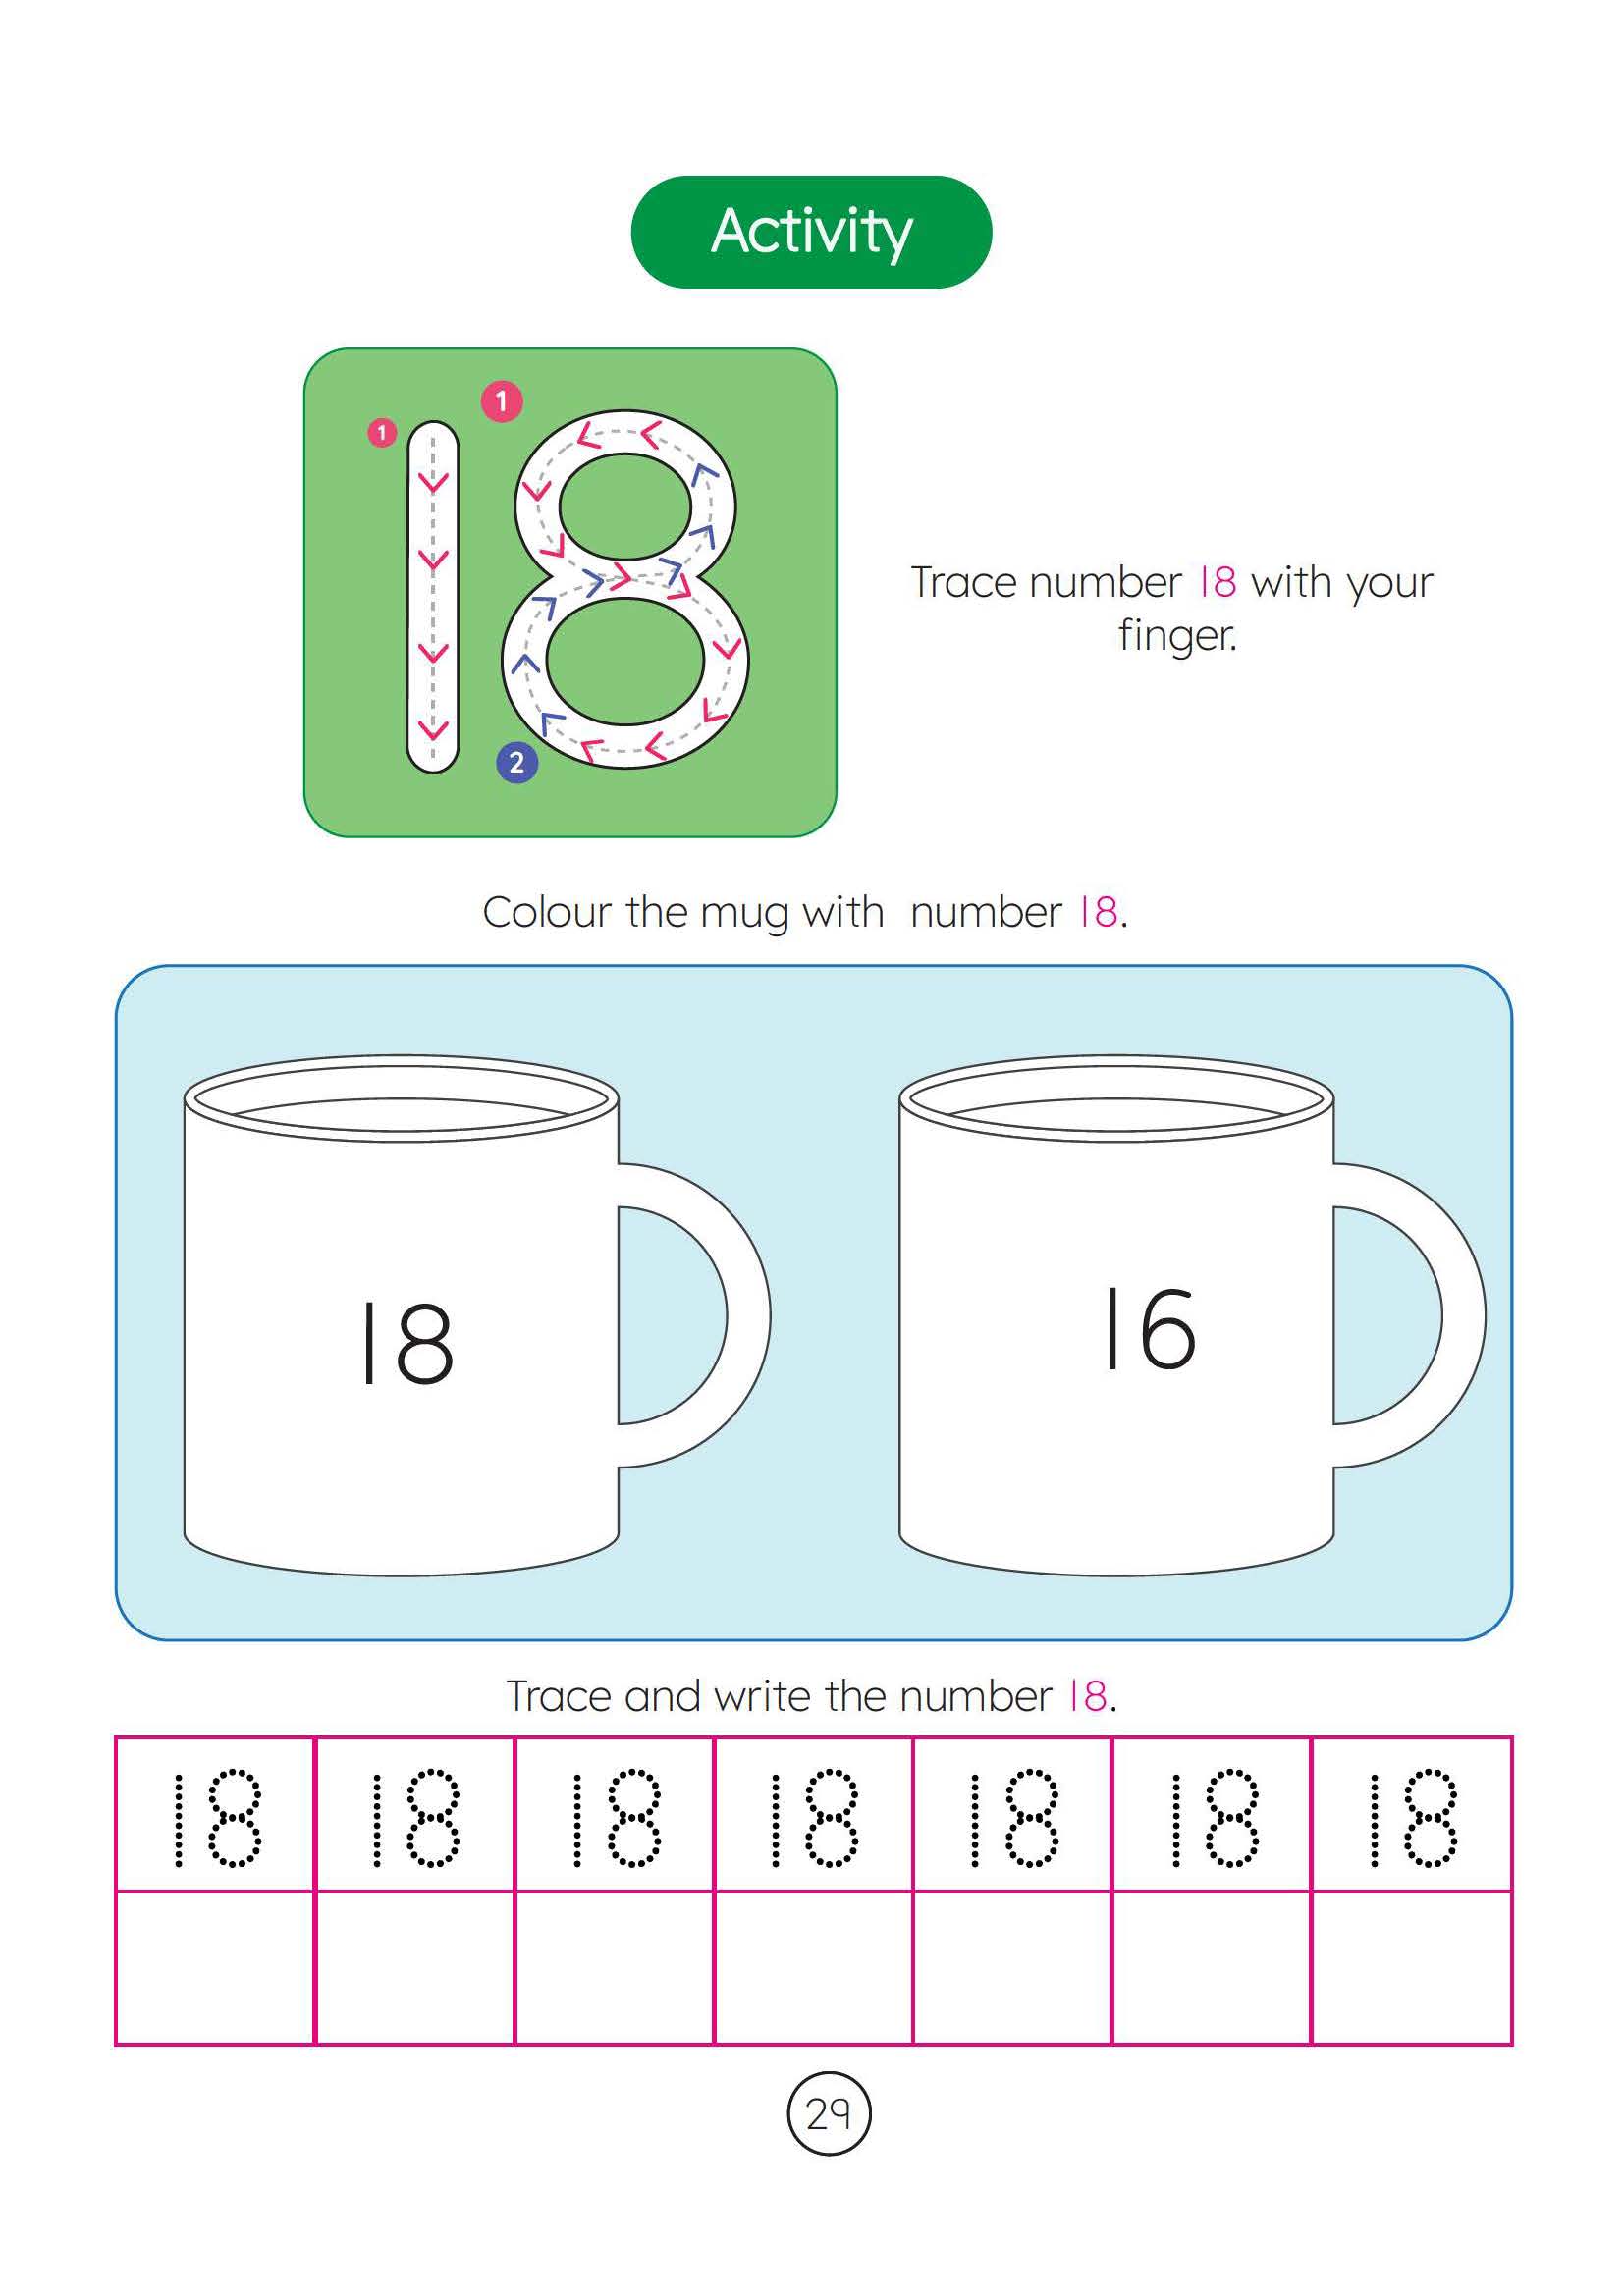 Activity
1
1
18
2
Trace number 18 with your
finger.
Colour the mug with number 18.
18 16
Trace and write the number 18.
18 18 18 18 18 18 18
29